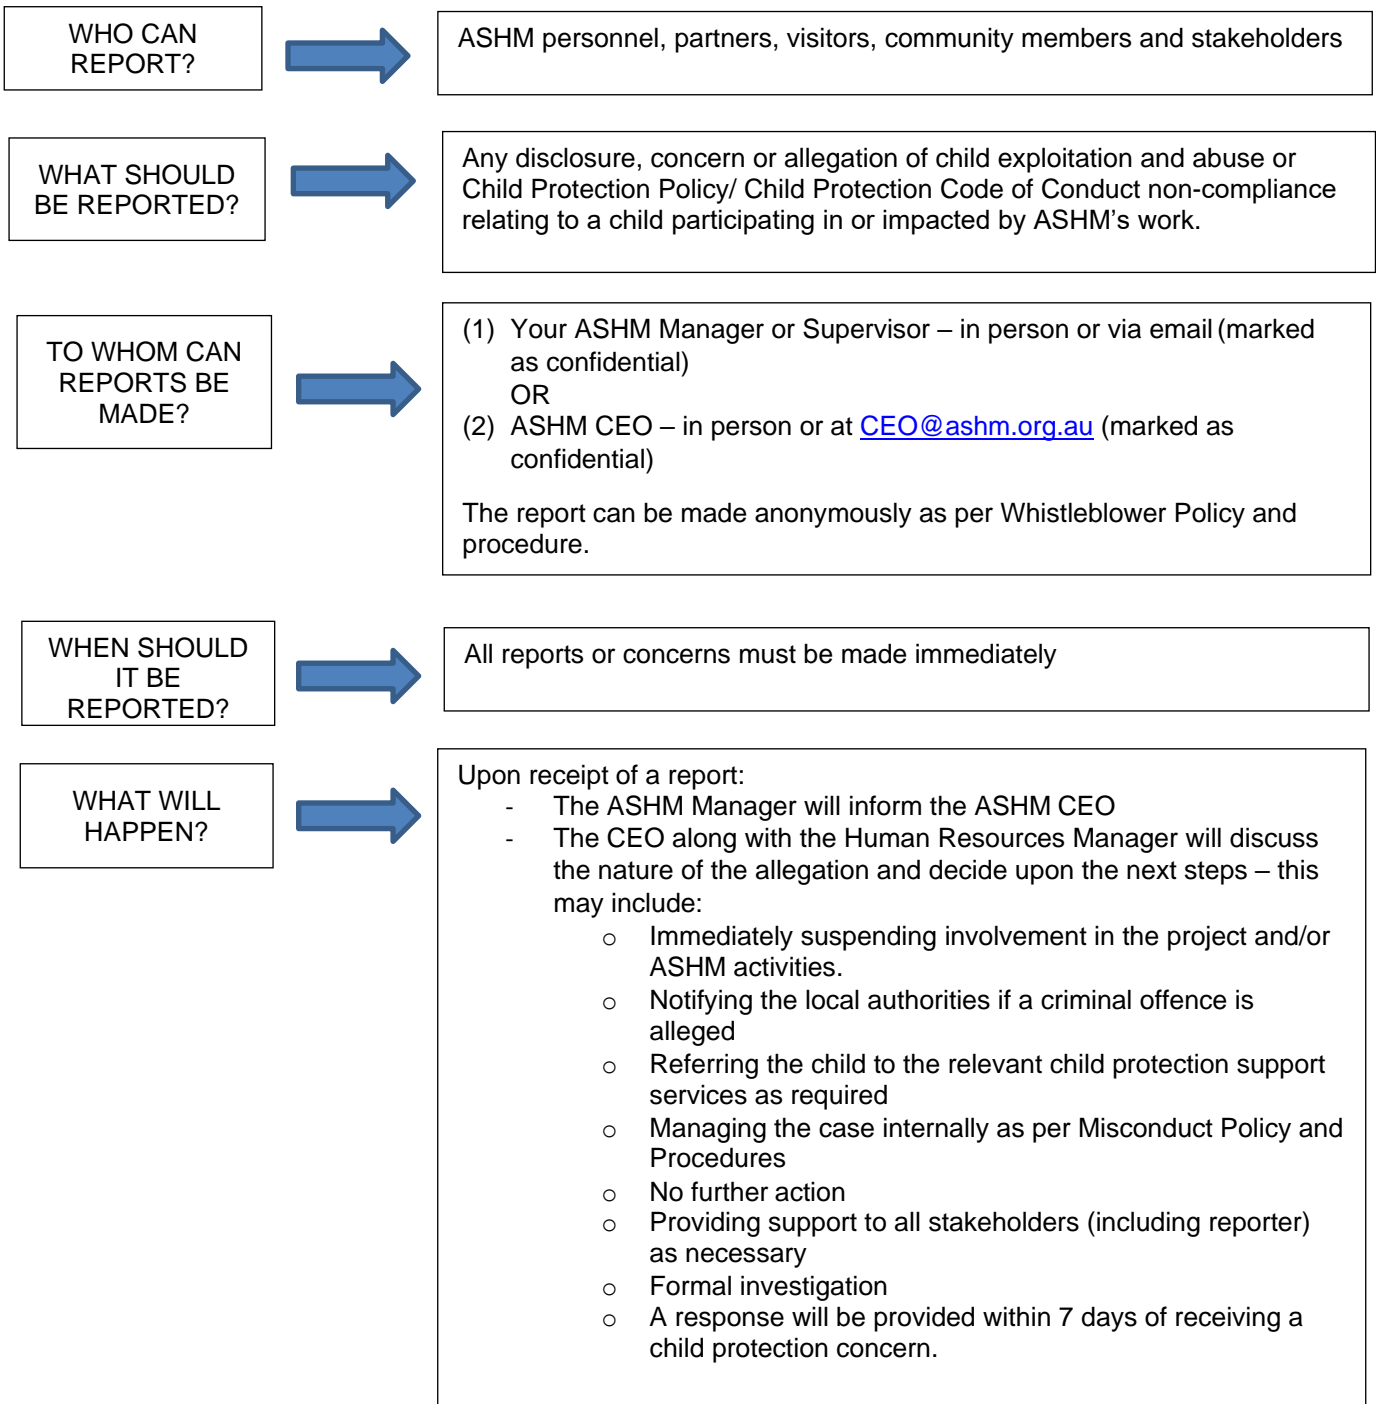 WHO CAN
REPORT?
ASHM personnel, partners, visitors, community members and stakeholders
WHAT SHOULD
BE REPORTED?
Any disclosure, concern or allegation of child exploitation and abuse or
Child Protection Policy/ Child Protection Code of Conduct non-compliance
relating to a child participating in or impacted by ASHM’s work.
TO WHOM CAN
REPORTS BE
MADE?
(1) Your ASHM Manager or Supervisor – in person or via email (marked
as confidential)
OR
(2) ASHM CEO – in person or at CEO@ashm.org.au (marked as
confidential)
The report can be made anonymously as per Whistleblower Policy and
procedure.
WHEN SHOULD
IT BE
REPORTED?
All reports or concerns must be made immediately
WHAT WILL
HAPPEN?
Upon receipt of a report:
- The ASHM Manager will inform the ASHM CEO
- The CEO along with the Human Resources Manager will discuss
the nature of the allegation and decide upon the next steps – this
may include:
o Immediately suspending involvement in the project and/or
ASHM activities.
o Notifying the local authorities if a criminal offence is
alleged
o Referring the child to the relevant child protection support
services as required
o Managing the case internally as per Misconduct Policy and
Procedures
o No further action
o Providing support to all stakeholders (including reporter)
as necessary
o Formal investigation
o A response will be provided within 7 days of receiving a
child protection concern.